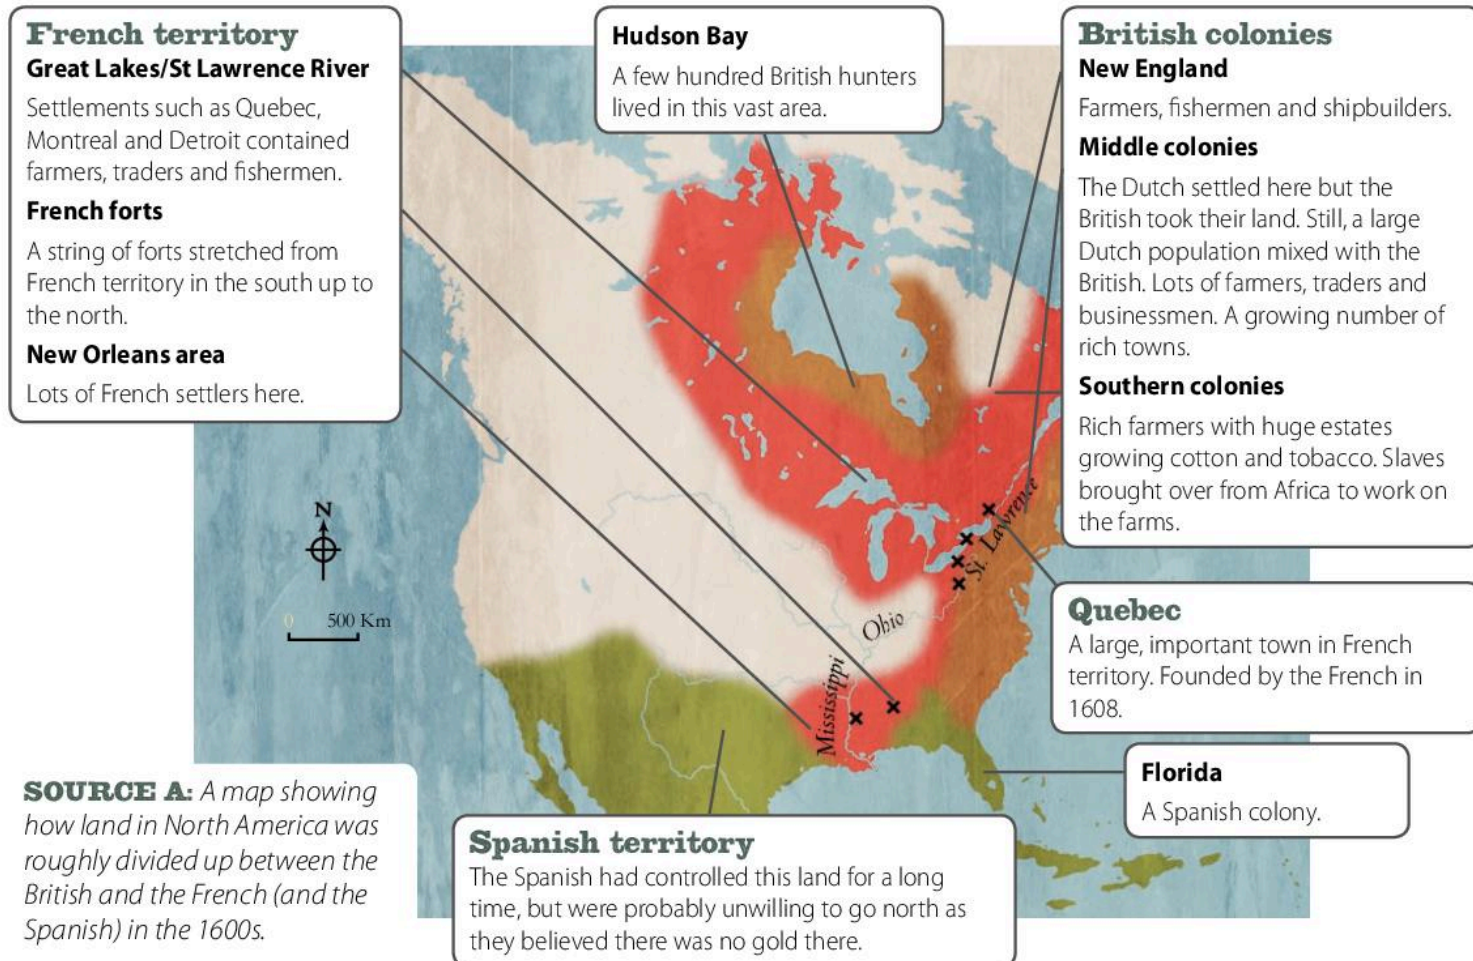 French territory
Great Lakes/St Lawrence River
Settlements such as Quebec,
Montreal and Detroit contained
farmers, traders and fishermen.
French forts
A string of forts stretched from
French territory in the south up to
the north.
New Orleans area
Lots of French settlers here.
Hudson Bay
A few hundred British hunters
lived in this vast area.
British colonies
New England
Farmers, fishermen and shipbuilders.
Middle colonies
The Dutch settled here but the
British took their land. Still, a large
Dutch population mixed with the
British. Lots of farmers, traders and
businessmen. A growing number of
rich towns.
Southern colonies
Rich farmers with huge estates
growing cotton and tobacco. Slaves
brought over from Africa to work on
the farms.
N
0 500 Km
St. Lawrence
Ohio
Mississippi
Quebec
A large, important town in French
territory. Founded by the French in
1608.
Florida
A Spanish colony.
SOURCE A: A map showing
how land in North America was
roughly divided up between the
British and the French (and the
Spanish) in the 1600s.
Spanish territory
The Spanish had controlled this land for a long
time, but were probably unwilling to go north as
they believed there was no gold there.